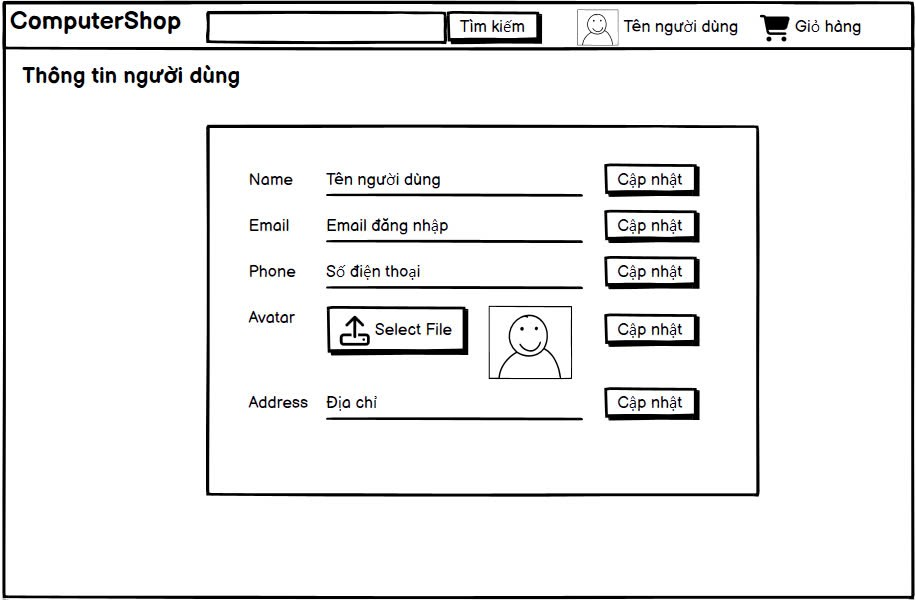 ComputerShop Tìm kiếm Tên người dùng Giỏ hàng
Thông tin người dùng
Name Tên người dùng Cập nhật
Email Email đăng nhập Cập nhật
Phone Số điện thoại Cập nhật
Avatar Select File Cập nhật
Address Địa chỉ Cập nhật